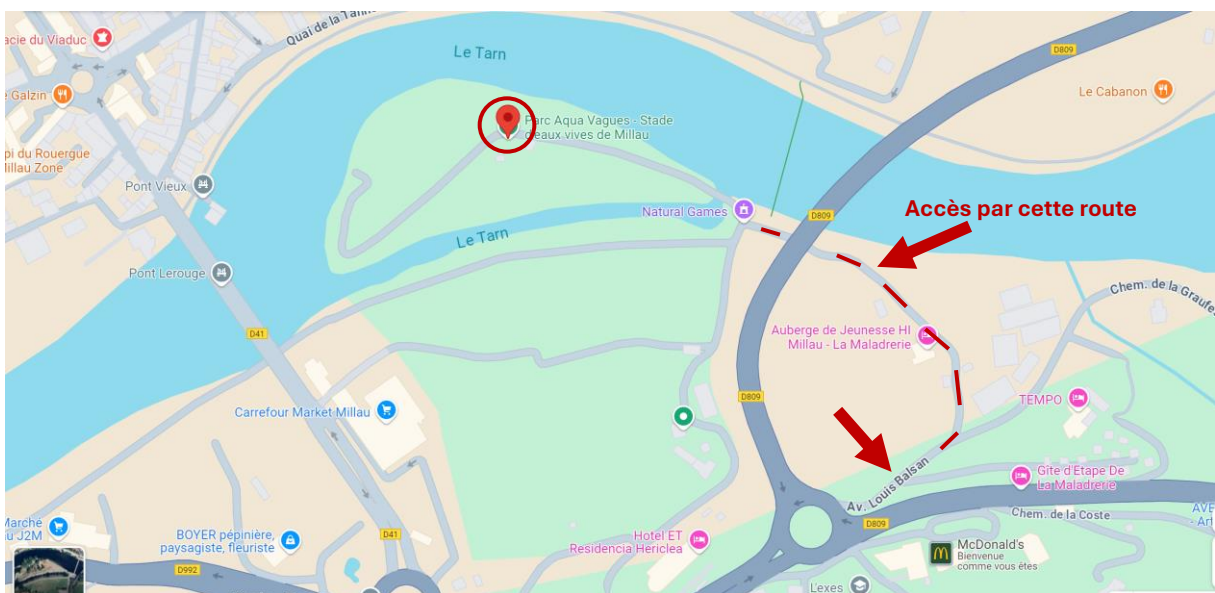 acie du Viaduc
Quai de la Tanne
Le Tarn
D809
Le Cabanon
Galzin
Parc Aqua Vagues - Stade
d'eaux vives de Millau
pi du Rouergue
Millau Zone
Pont Vieux
Natural Games
D809
Accès par cette route
Le Tarn
Pont Lerouge
Chem. de la Graufe
D41
Auberge de Jeunesse HI
Millau - La Maladrerie
D809
TEMPO
Carrefour Market Millau
Av. Louis Balsan
Gîte d'Etape De
La Maladrerie
Marché
u J2M
BOYER pépinière,
paysagiste, fleuriste
D41
Hotel ET
Residencia Hericlea
D809
Chem. de la Coste
AVE
- Art
McDonald's
Bienvenue
comme vous êtes
D992
L'exes